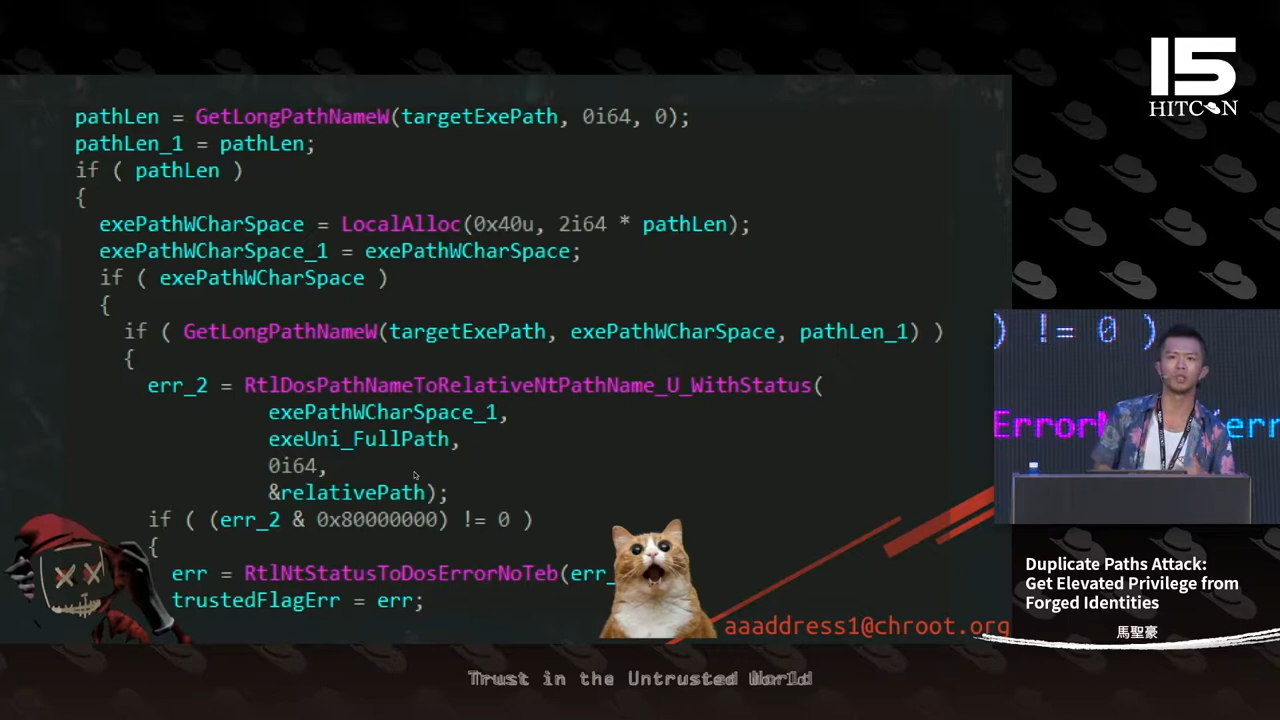 pathLen = GetLongPathNameW(targetExePath, 0i64, 0);
pathLen_1 = pathLen;
if ( pathLen )
{
exePathWCharSpace = LocalAlloc(0x40u, 2i64 * pathLen);
exePathWCharSpace_1 = exePathWCharSpace;
if ( exePathWCharSpace )
{
if ( GetLongPathNameW(targetExePath, exePathWCharSpace, pathLen_1) )
{
err_2 = RtlDosPathNameToRelativeNtPathName_U_WithStatus(
exePathWCharSpace_1,
exeUni_FullPath,
0i64,
&relativePath);
if ( (err_2 & 0x80000000) != 0 )
{
err = RtlNtStatusToDosErrorNoTeb(err_
trustedFlagErr = err;
aaaddress1@chroot.org
15
HITCON
) != 0 )
Error
err
Duplicate Paths Attack:
Get Elevated Privilege from
Forged Identities
馬聖豪
Trust in the Untrusted World